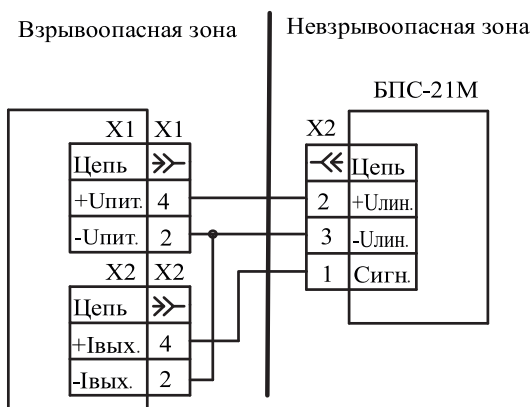 Взрывоопасная зона
Невзрывоопасная зона
БПС-21М
X1 X1
Цепь
+Uпит. 4
-Uпит. 2
X2 X2
Цепь
+Iвых. 4
-Iвых. 2
X2
Цепь
2 +Uлин.
3 -Uлин.
1 Сигн.